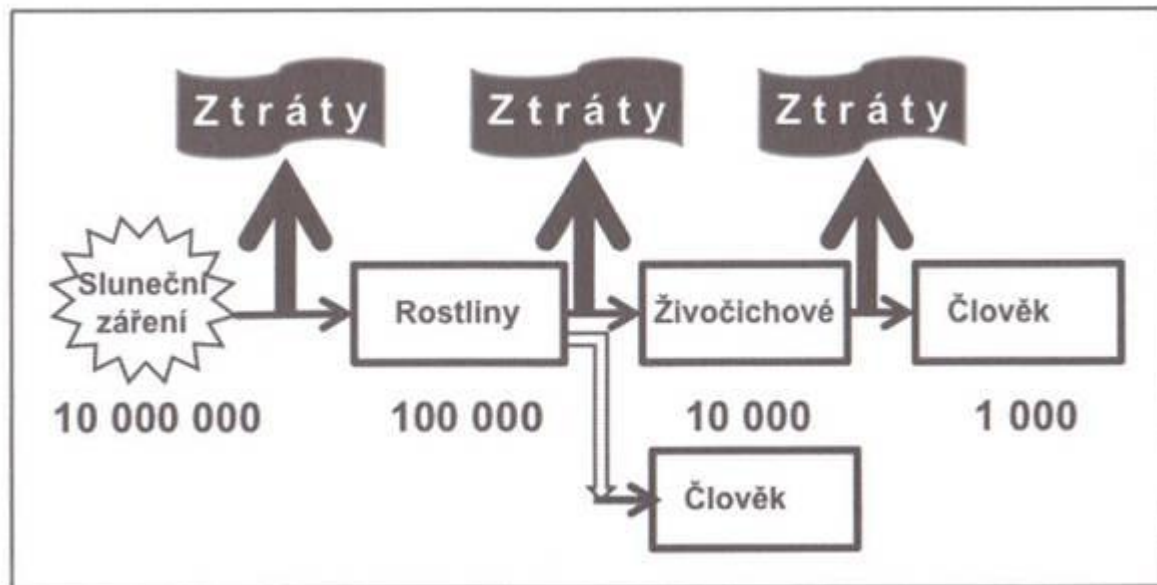 Ztráty
Ztráty
Ztráty
Sluneční
záření
Rostliny
Živočichové
Člověk
10 000 000
100 000
10 000
1 000
Člověk